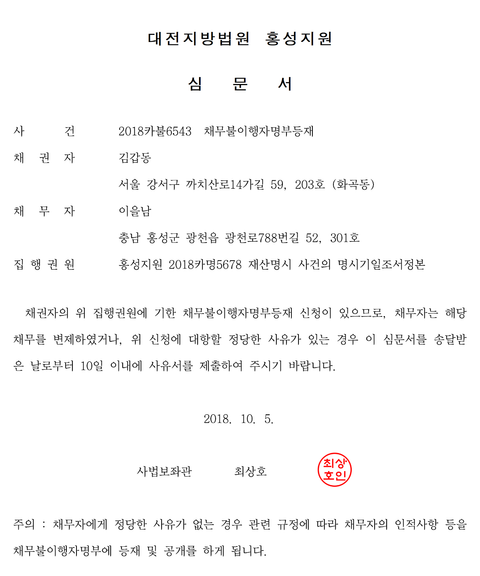 대전지방법원 홍성지원
심 문 서
사 건 2018카불6543 채무불이행자명부등재
채 권 자 김갑동
서울 강서구 까치산로14가길 59, 203호 (화곡동)
채 무 자 이을남
충남 홍성군 광천읍 광천로788번길 52, 301호
집 행 권 원 홍성지원 2018카명5678 재산명시 사건의 명시기일조서정본
채권자의 위 집행권원에 기한 채무불이행자명부등재 신청이 있으므로, 채무자는 해당
채무를 변제하였거나, 위 신청에 대항할 정당한 사유가 있는 경우 이 심문서를 송달받
은 날로부터 10일 이내에 사유서를 제출하여 주시기 바랍니다.
2018. 10. 5.
사법보좌관 최상호
최상
호인
주의 : 채무자에게 정당한 사유가 없는 경우 관련 규정에 따라 채무자의 인적사항 등을
채무불이행자명부에 등재 및 공개를 하게 됩니다.